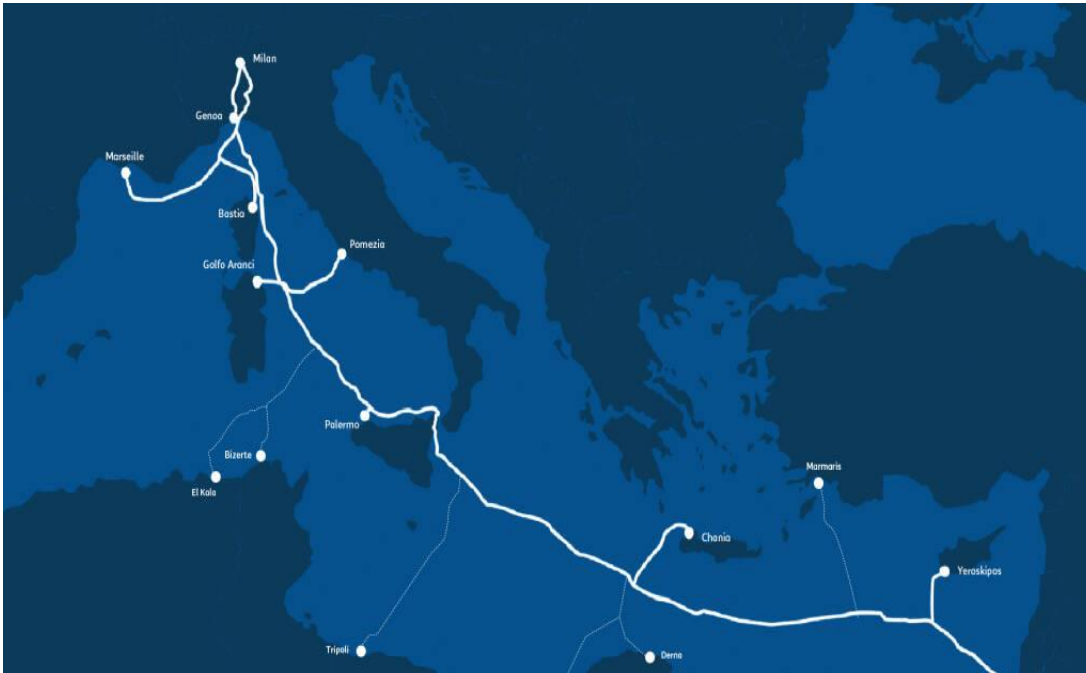 Milan
Genoa
Marseille
Bastia
Pomezia
Golfo Aranci
Palermo
Bizerte
El Kala
Marmaris
Chania
Yeroskipos
Tripoli
Derna